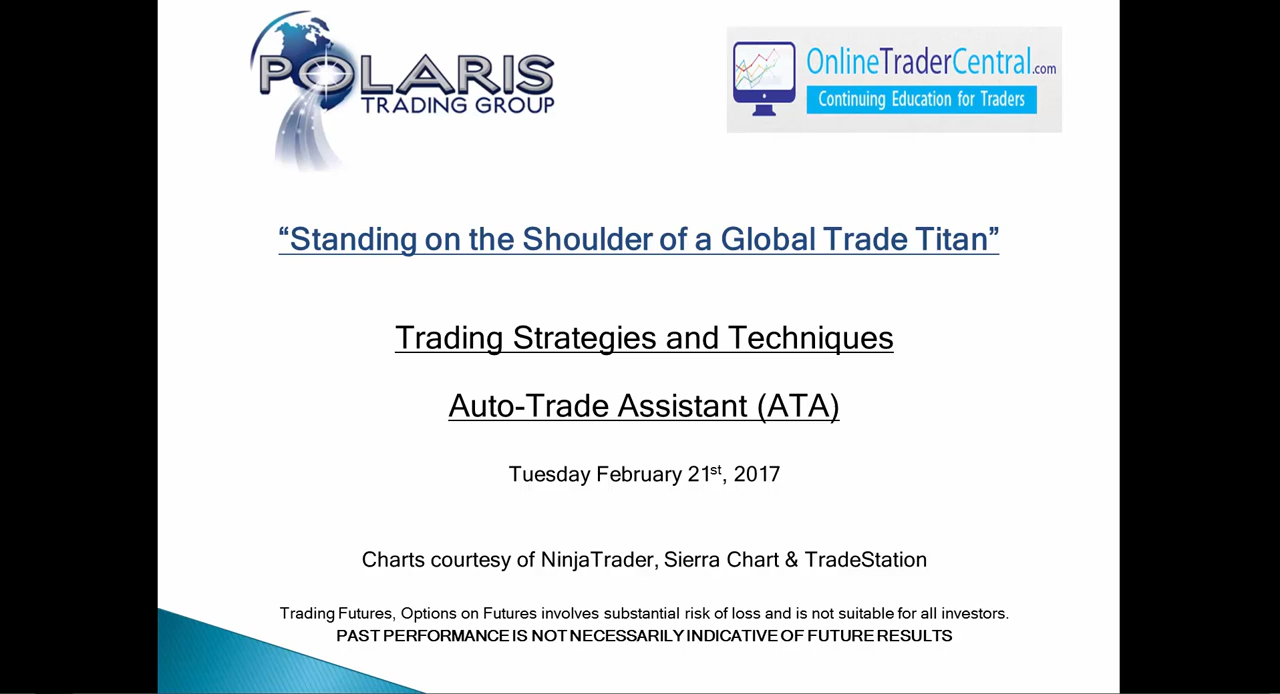 POLARIS
TRADING GROUP
OnlineTraderCentral.com
Continuing Education for Traders
“Standing on the Shoulder of a Global Trade Titan”
Trading Strategies and Techniques
Auto-Trade Assistant (ATA)
Tuesday February 21st, 2017
Charts courtesy of NinjaTrader, Sierra Chart & TradeStation
Trading Futures, Options on Futures involves substantial risk of loss and is not suitable for all investors.
PAST PERFORMANCE IS NOT NECESSARILY INDICATIVE OF FUTURE RESULTS